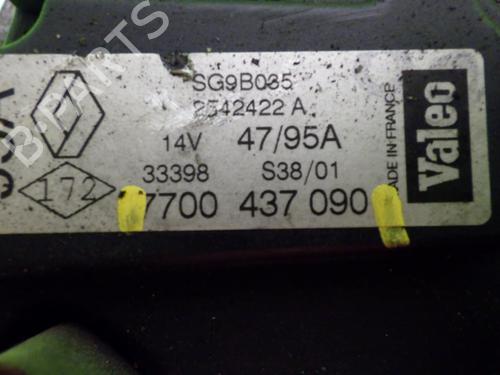 B-PARTS
SG9B035
2542422 A
14V 47/95A
33398 S38/01
172
7700 437 090
MADE IN FRANCE
Valeo